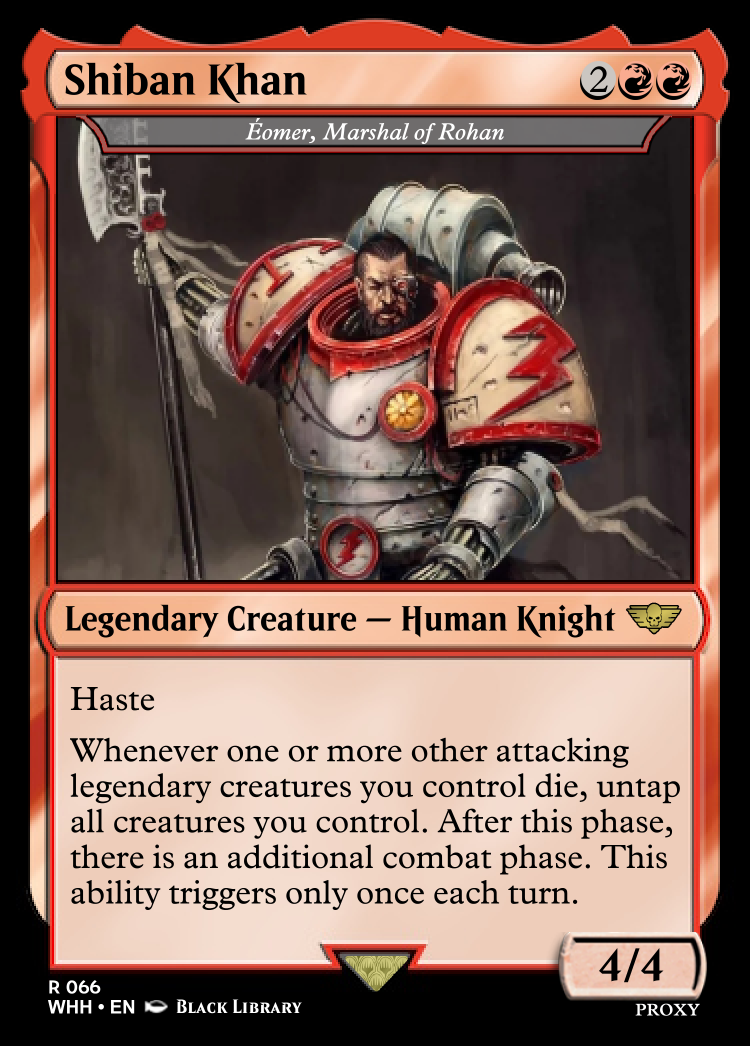 Shiban Khan 2
Éomer, Marshal of Rohan
Legendary Creature — Human Knight
Haste
Whenever one or more other attacking
legendary creatures you control die, untap
all creatures you control. After this phase,
there is an additional combat phase. This
ability triggers only once each turn.
4/4
R 066
WHH • EN BLACK LIBRARY
PROXY